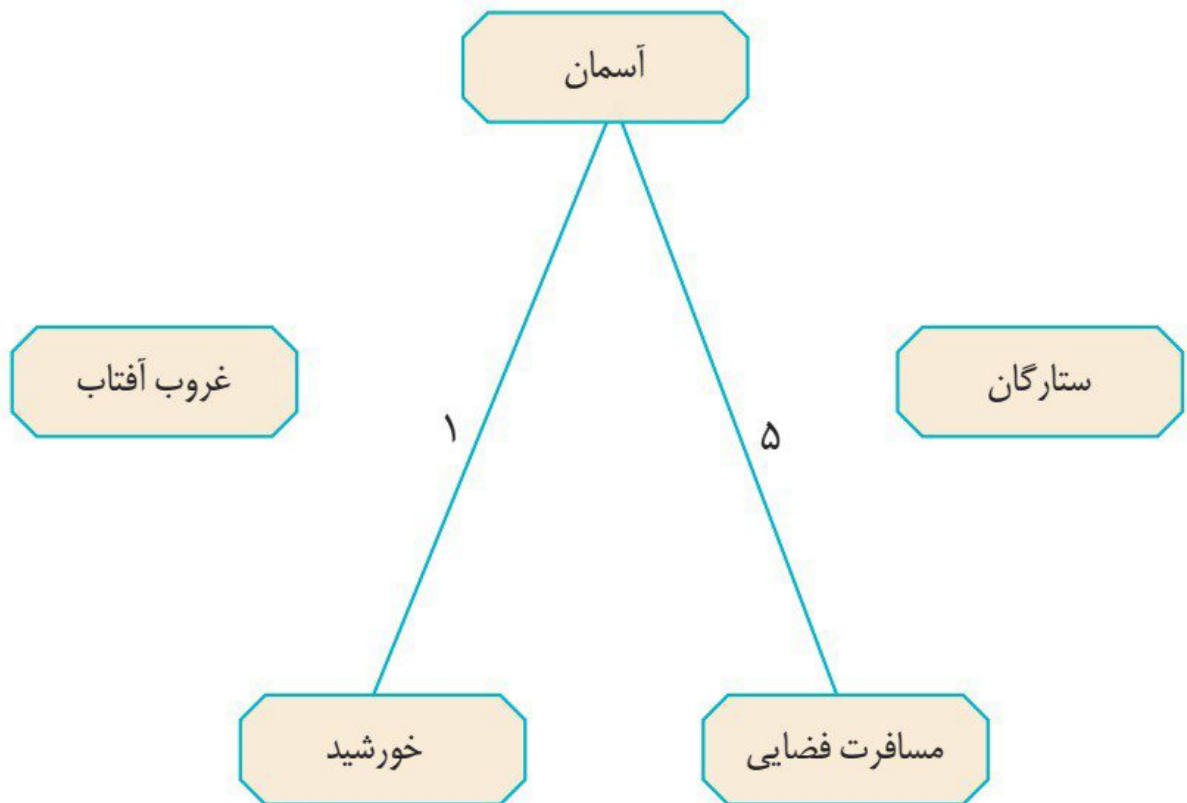 آسمان
ستارگان
غروب آفتاب
۵
۱
مسافرت فضایی
خورشید